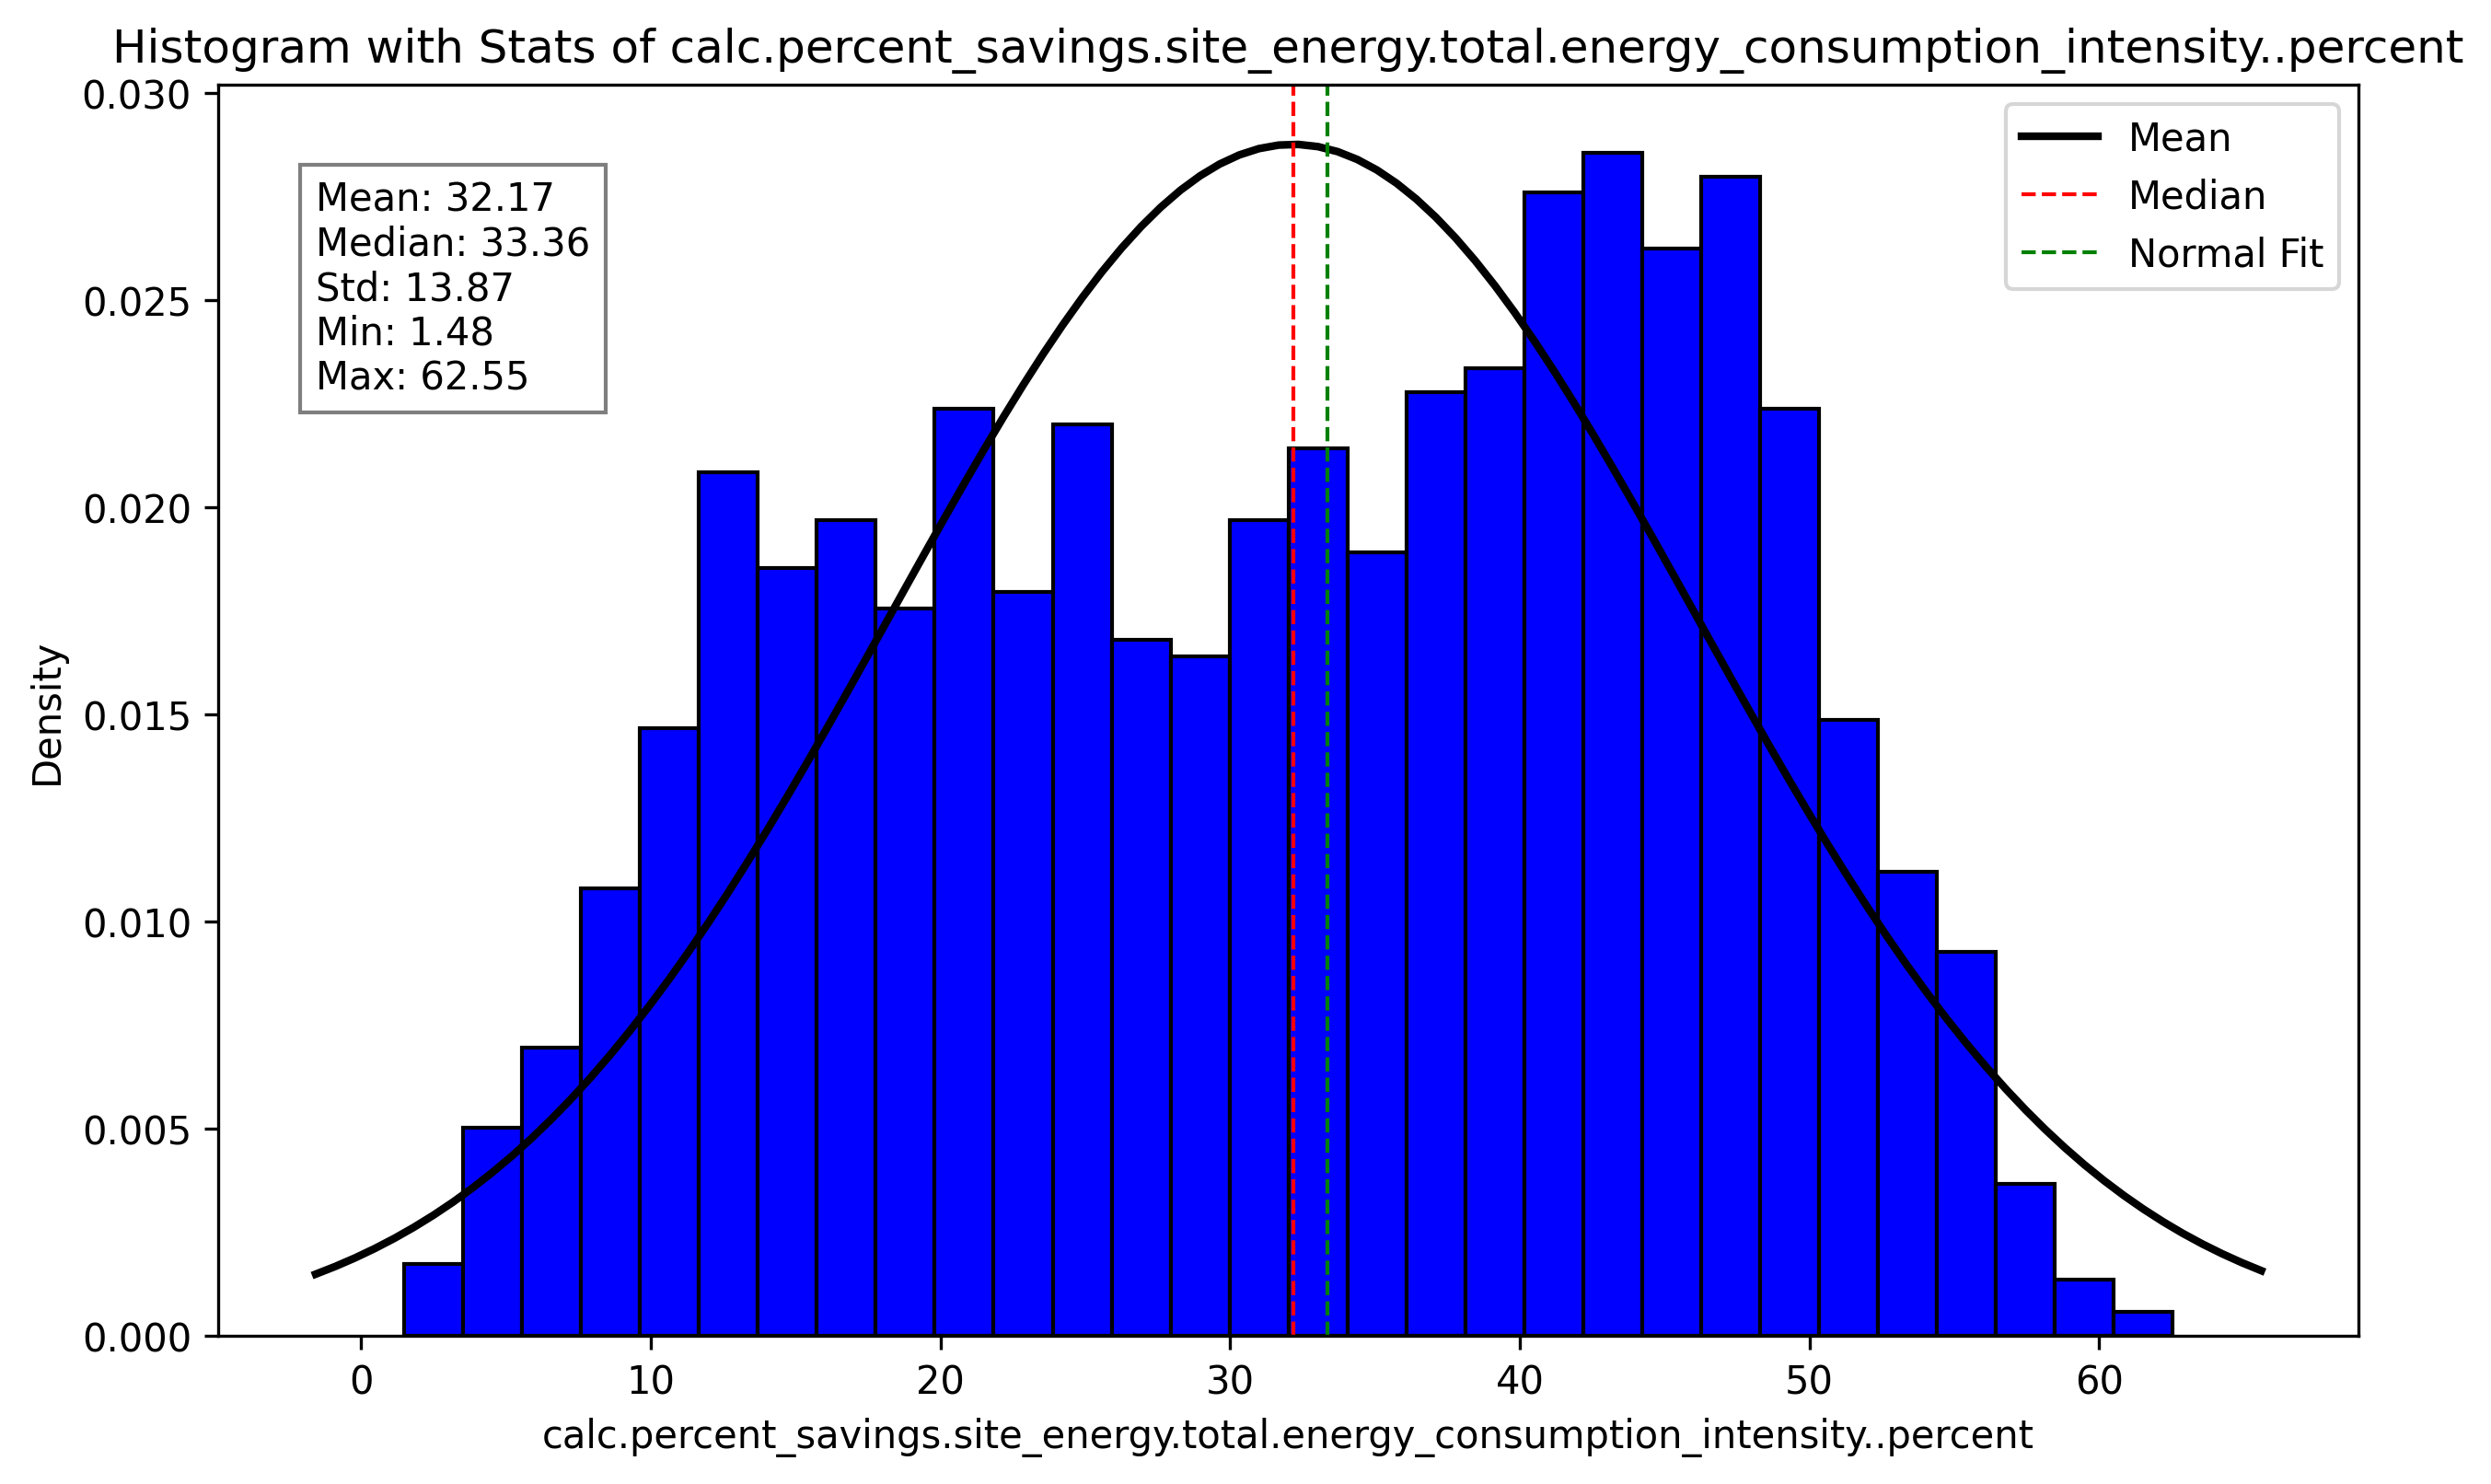 Histogram with Stats of calc.percent_savings.site_energy.total.energy_consumption_intensity..percent
0.030
0.025
0.020
0.015
0.010
0.005
0.000
Density
Mean: 32.17
Median: 33.36
Std: 13.87
Min: 1.48
Max: 62.55
Mean
Median
Normal Fit
0 10 20 30 40 50 60
calc.percent_savings.site_energy.total.energy_consumption_intensity..percent